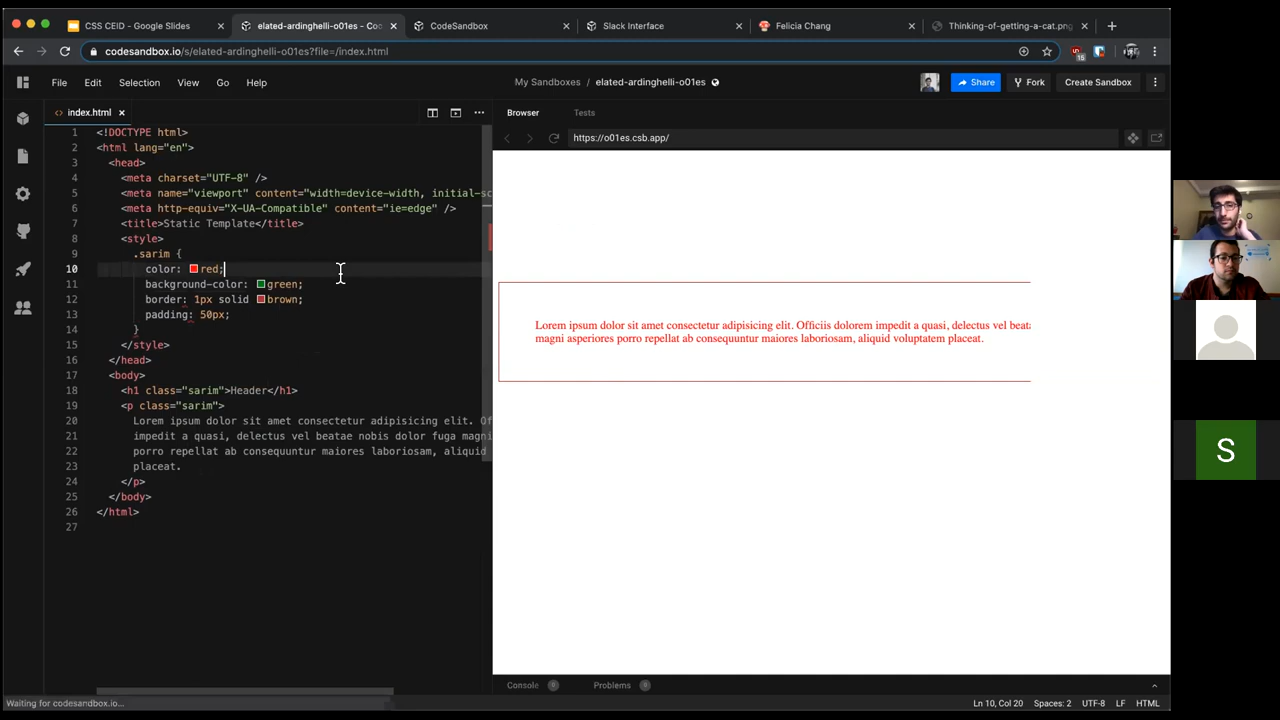 CSS CEID - Google Slides
elated-ardinghelli-o01es - Co
CodeSandbox
Slack Interface
Felicia Chang
Thinking-of-getting-a-cat.png
codesandbox.io/s/elated-ardinghelli-o01es?file=/index.html
15
File Edit Selection View Go Help
My Sandboxes / elated-ardinghelli-o01es
Share
Fork
Create Sandbox
index.html
Browser
Tests
https://o01es.csb.app/
1 <!DOCTYPE html>
2 <html lang="en">
3 <head>
4 <meta charset="UTF-8" />
5 <meta name="viewport" content="width=device-width, initial-sc
6 <meta http-equiv="X-UA-Compatible" content="ie=edge" />
7 <title>Static Template</title>
8 <style>
9 .sarim {
10 color: red;
11 background-color: green;
12 border: 1px solid brown;
13 padding: 50px;
14 }
15 </style>
16 </head>
17 <body>
18 <h1 class="sarim">Header</h1>
19 <p class="sarim">
20 Lorem ipsum dolor sit amet consectetur adipisicing elit. Of
21 impedit a quasi, delectus vel beatae nobis dolor fuga magni
22 porro repellat ab consequuntur maiores laboriosam, aliquid
23 placeat.
24 </p>
25 </body>
26 </html>
27
Lorem ipsum dolor sit amet consectetur adipisicing elit. Officiis dolorem impedit a quasi, delectus vel beata
magni asperiores porro repellat ab consequuntur maiores laboriosam, aliquid voluptatem placeat.
S
Console 0
Problems 0
Waiting for codesandbox.io...
Ln 10, Col 20
Spaces: 2
UTF-8
LF
HTML